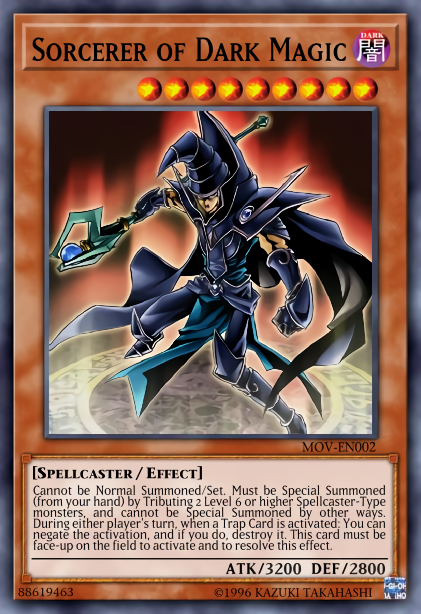 SORCERER OF DARK MAGIC
DARK
闇
MOV-EN002
[SPELLCASTER / EFFECT]
Cannot be Normal Summoned/Set. Must be Special Summoned
(from your hand) by Tributing 2 Level 6 or higher Spellcaster-Type
monsters, and cannot be Special Summoned by other ways.
During either player's turn, when a Trap Card is activated: You can
negate the activation, and if you do, destroy it. This card must be
face-up on the field to activate and to resolve this effect.
ATK/3200 DEF/2800
88619463
©1996 KAZUKI TAKAHASHI